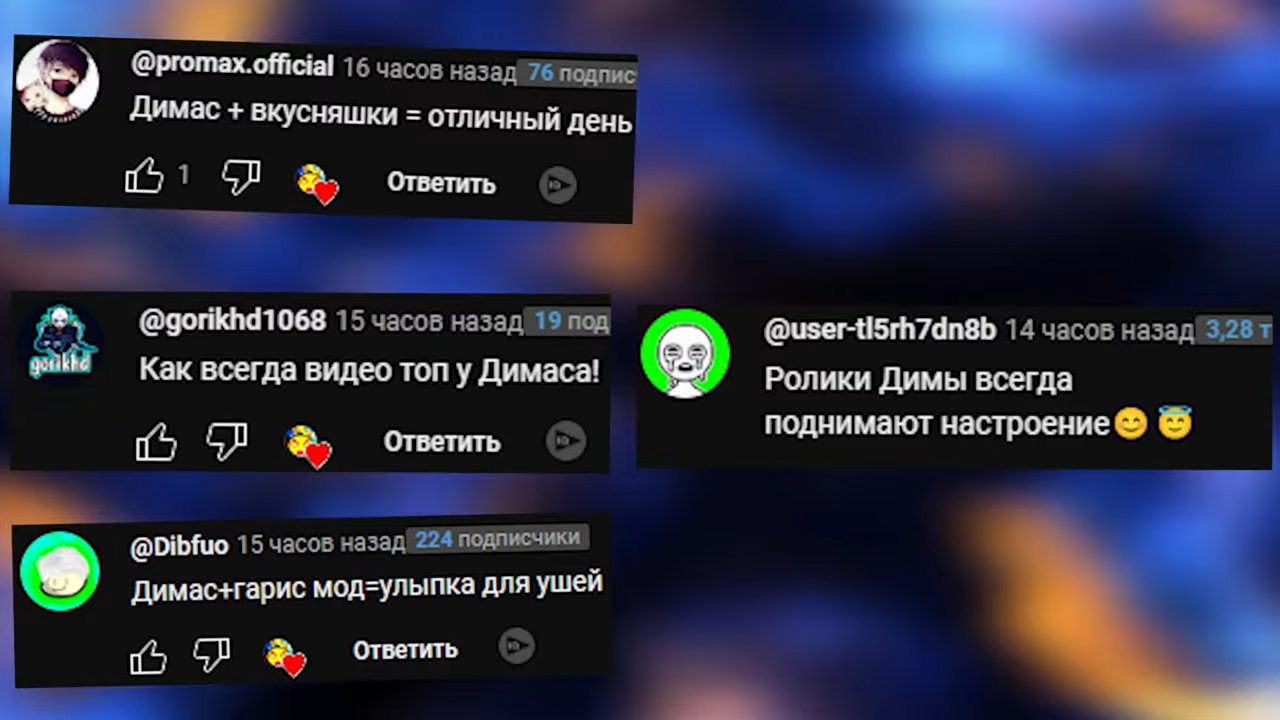 @promax.official 16 часов назад 76 подпис
Димас + вкусняшки = отличный день
1 Ответить
@gorikhd1068 15 часов назад 19 под
gorikhd
Как всегда видео топ у Димаса!
Ответить
@user-tl5rh7dn8b 14 часов назад 3,28 т
Ролики Димы всегда
поднимают настроение😊 😇
@Dibfuo 15 часов назад 224 подписчики
Димас+гарис мод=улыпка для ушей
Ответить